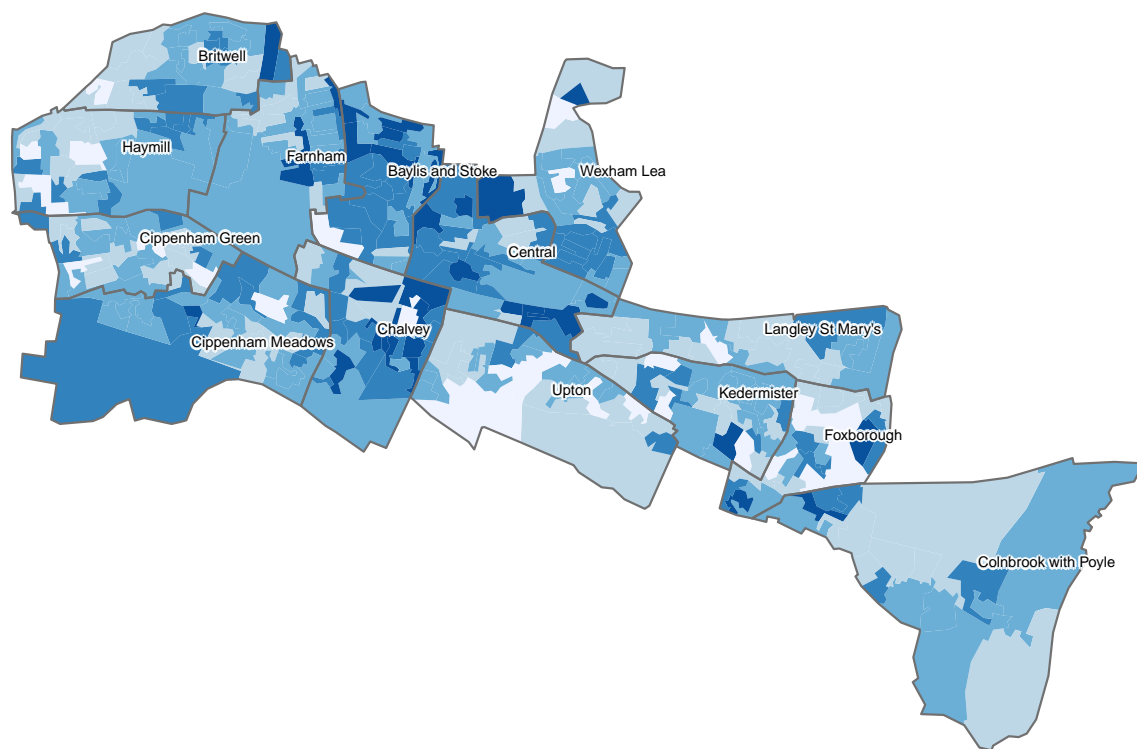 Britwell
Haymill
Farnham
Baylis and Stoke
Wexham Lea
Cippenham Green
Central
Cippenham Meadows
Chalvey
Langley St Mary's
Upton
Kedermister
Foxborough
Colnbrook with Poyle